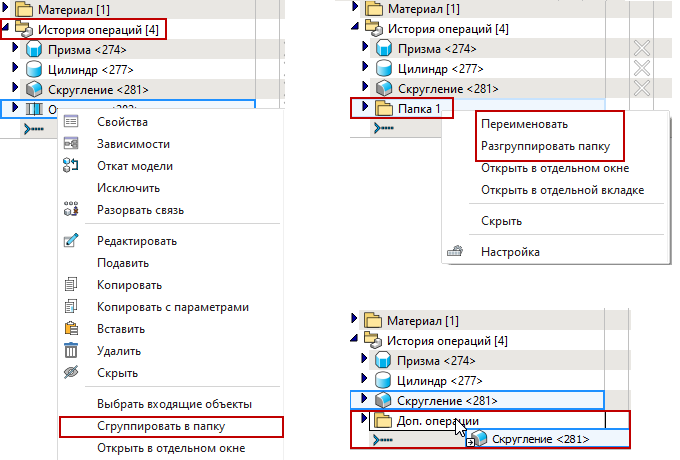 Материал [1]
История операций [4]
Призма <274>
Цилиндр <277>
Скругление <281>
Свойства
Зависимости
Откат модели
Исключить
Разорвать связь
Редактировать
Подавить
Копировать
Копировать с параметрами
Вставить
Удалить
Скрыть
Выбрать входящие объекты
Сгруппировать в папку
Открыть в отдельном окне
Материал [1]
История операций [4]
Призма <274>
Цилиндр <277>
Скругление <281>
Папка 1
Переименовать
Разгруппировать папку
Открыть в отдельном окне
Открыть в отдельной вкладке
Скрыть
Настройка
Материал [1]
История операций [4]
Призма <274>
Цилиндр <277>
Скругление <281>
Доп. операции
Скругление <281>